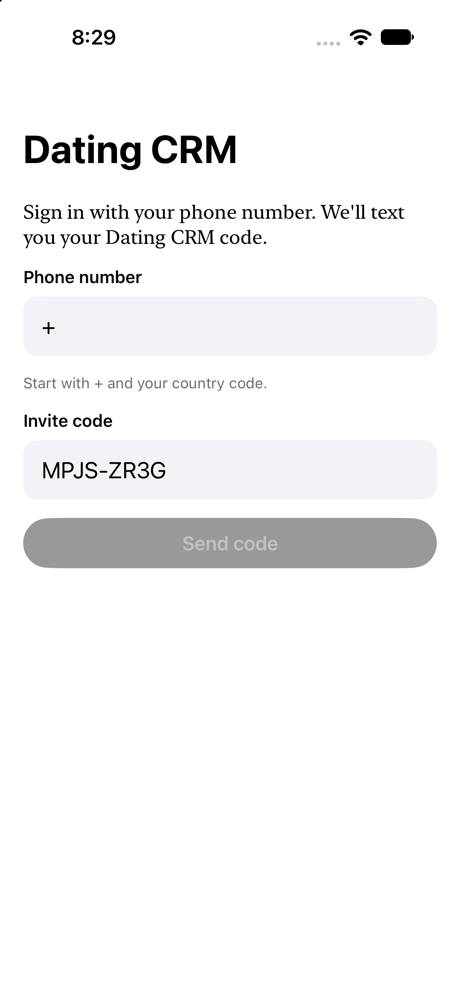 8:29
Dating CRM
Sign in with your phone number. We'll text
you your Dating CRM code.
Phone number
+
Start with + and your country code.
Invite code
MPJS-ZR3G
Send code